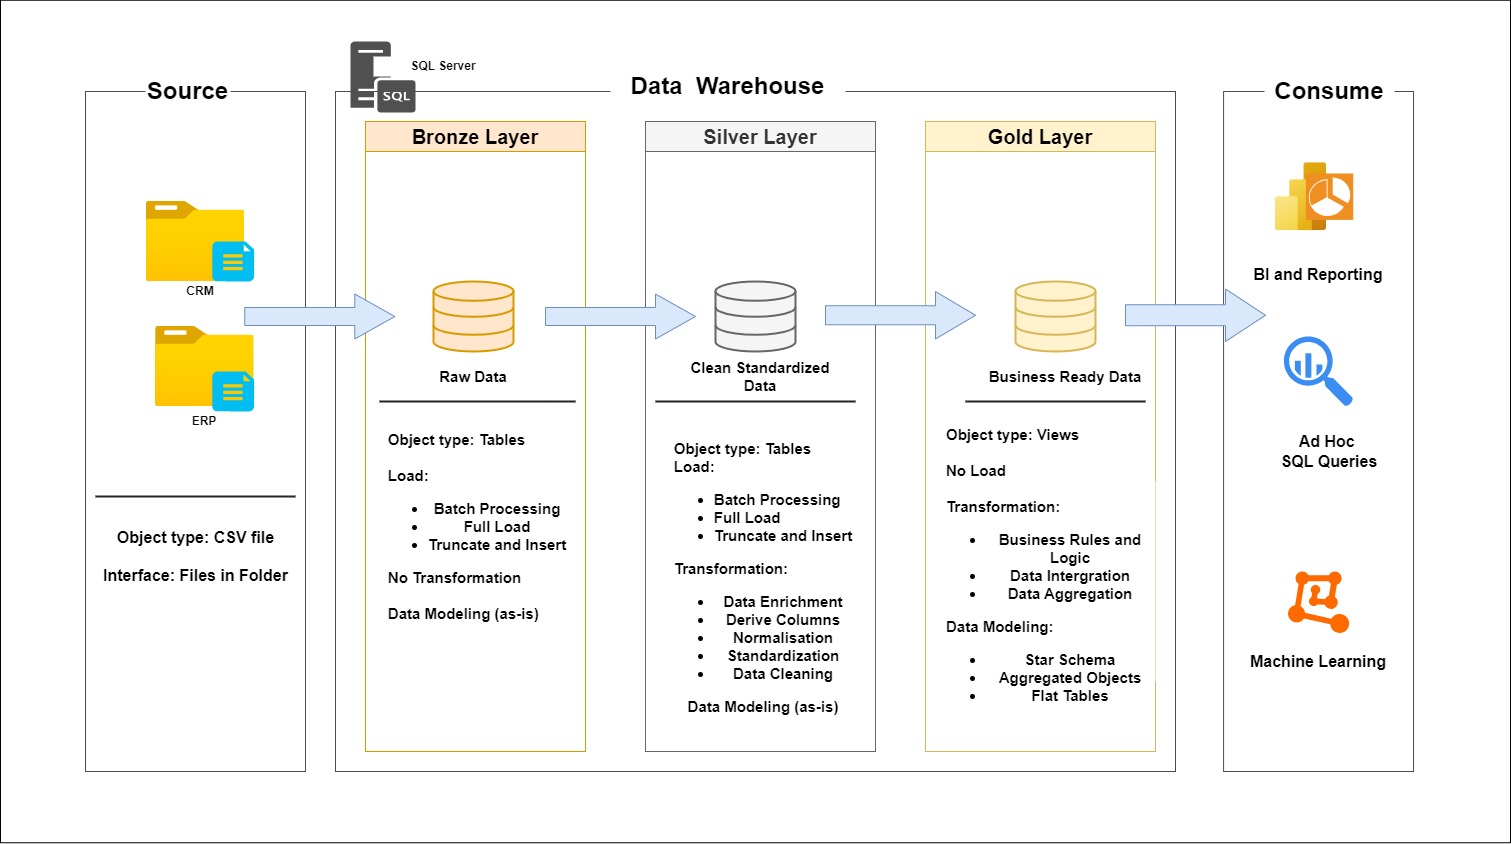 Source
CRM
ERP
Object type: CSV file
Interface: Files in Folder
SQL Server
SQL
Data Warehouse
Bronze Layer
Raw Data
Object type: Tables
Load:
• Batch Processing
• Full Load
• Truncate and Insert
No Transformation
Data Modeling (as-is)
Silver Layer
Clean Standardized
Data
Object type: Tables
Load:
• Batch Processing
• Full Load
• Truncate and Insert
Transformation:
• Data Enrichment
• Derive Columns
• Normalisation
• Standardization
• Data Cleaning
Data Modeling (as-is)
Gold Layer
Business Ready Data
Object type: Views
No Load
Transformation:
• Business Rules and
Logic
• Data Intergration
• Data Aggregation
Data Modeling:
• Star Schema
• Aggregated Objects
• Flat Tables
Consume
BI and Reporting
Ad Hoc
SQL Queries
Machine Learning